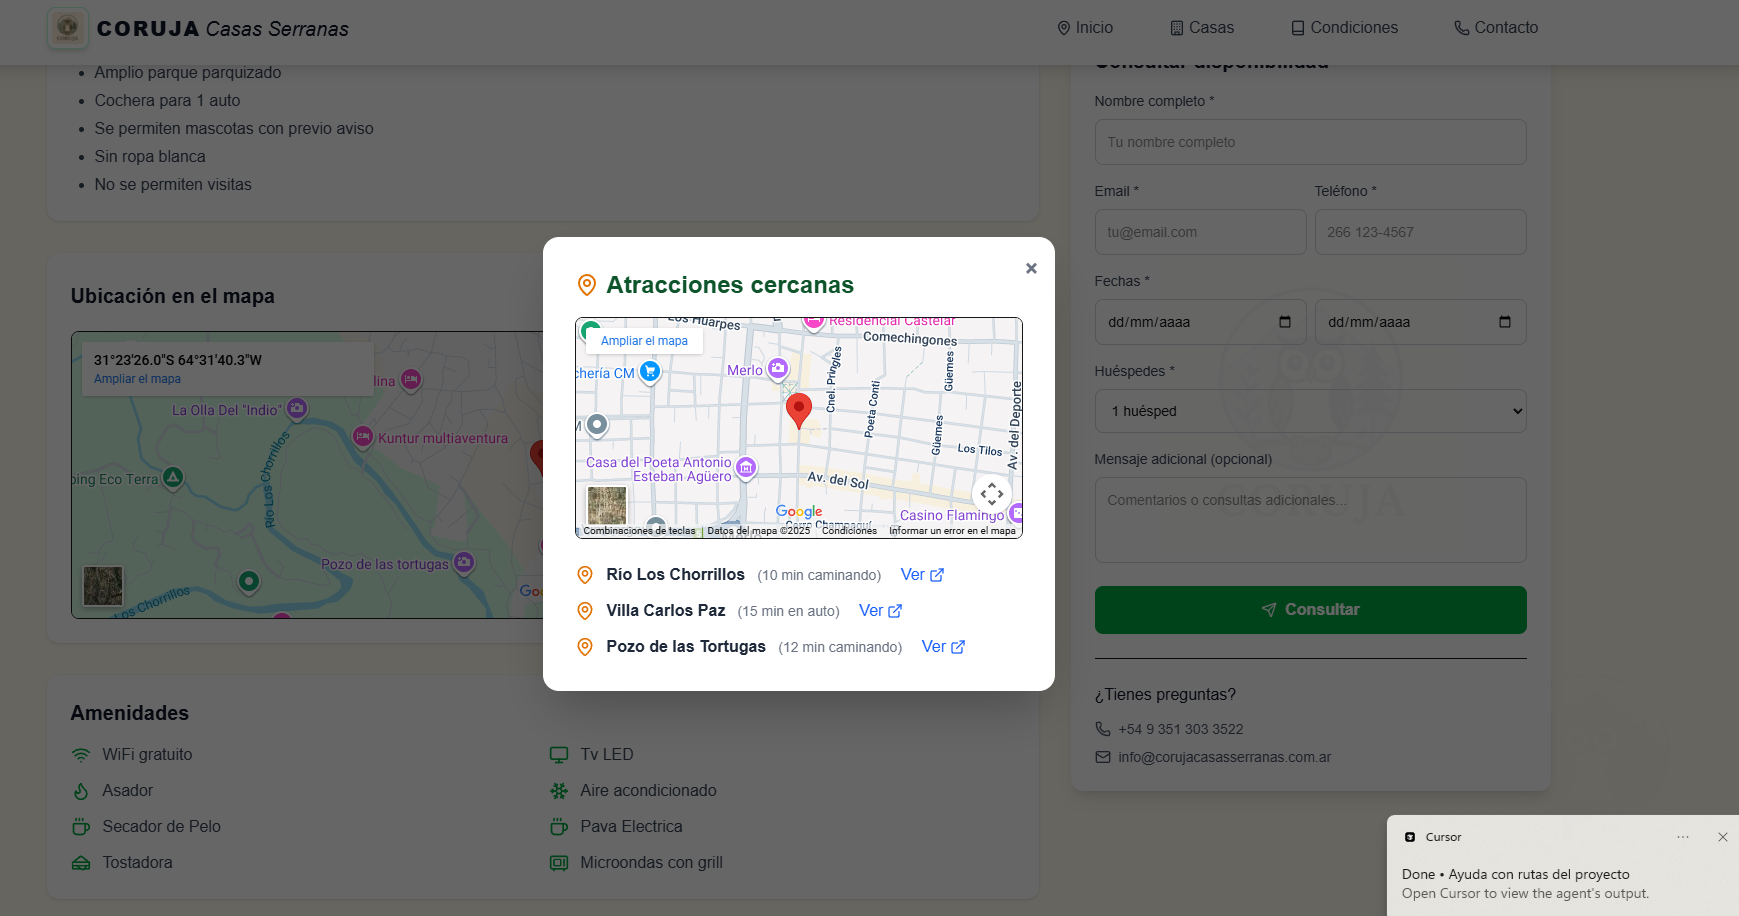 CORUJA Casas Serranas
Inicio
Casas
Condiciones
Contacto
Amplio parque parquizado
Cochera para 1 auto
Se permiten mascotas con previo aviso
Sin ropa blanca
No se permiten visitas
Ubicación en el mapa
31°23'26.0"S 64°31'40.3"W
Ampliar el mapa
lina
La Olla Del "Indio"
Kuntur multiaventura
ping Eco Terra
Río Los Chorrillos
Pozo de las tortugas
Los Chorrillos
Goo
Amenidades
WiFi gratuito
Tv LED
Asador
Aire acondicionado
Secador de Pelo
Pava Electrica
Tostadora
Microondas con grill
Atracciones cercanas
×
Los Huarpes
Residencial Castelar
Ampliar el mapa
Comechingones
chería CM
Merlo
Cnel. Pringles
Poeta Conti
Güemes
Güemes
Av. del Deporte
M
Casa del Poeta Antonio
Esteban Agüero
Los Tilos
Av. del Sol
Google
Casino Flamingo
Cerro Champaquí
Combinaciones de teclas
Datos del mapa ©2025
Condiciones
Informar un error en el mapa
Río Los Chorrillos (10 min caminando) Ver
Villa Carlos Paz (15 min en auto) Ver
Pozo de las Tortugas (12 min caminando) Ver
Consultar disponibilidad
Nombre completo *
Tu nombre completo
Email *
Teléfono *
tu@email.com
266 123-4567
Fechas *
dd/mm/aaaa
dd/mm/aaaa
Huéspedes *
1 huésped
Mensaje adicional (opcional)
Comentarios o consultas adicionales...
CORUJA
Consultar
¿Tienes preguntas?
+54 9 351 303 3522
info@corujacasasserranas.com.ar
Cursor
Done • Ayuda con rutas del proyecto
Open Cursor to view the agent's output.